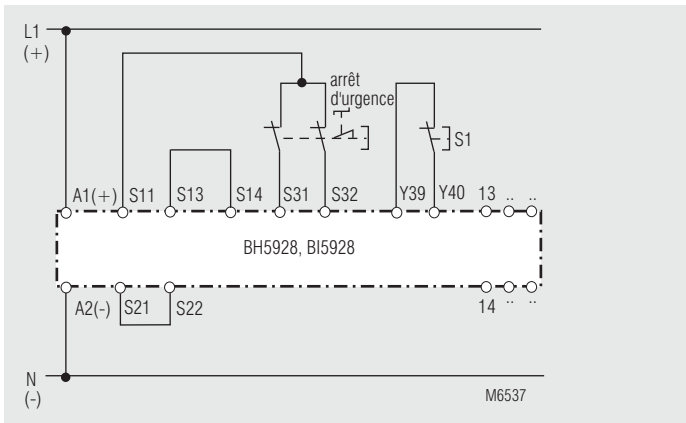 L1
(+)
arrêt
d'urgence
S1
A1(+) S11 S13 S14 S31 S32 Y39 Y40 13 .. ..
BH5928, BI5928
A2(-) S21 S22 14 .. ..
N
(-)
M6537